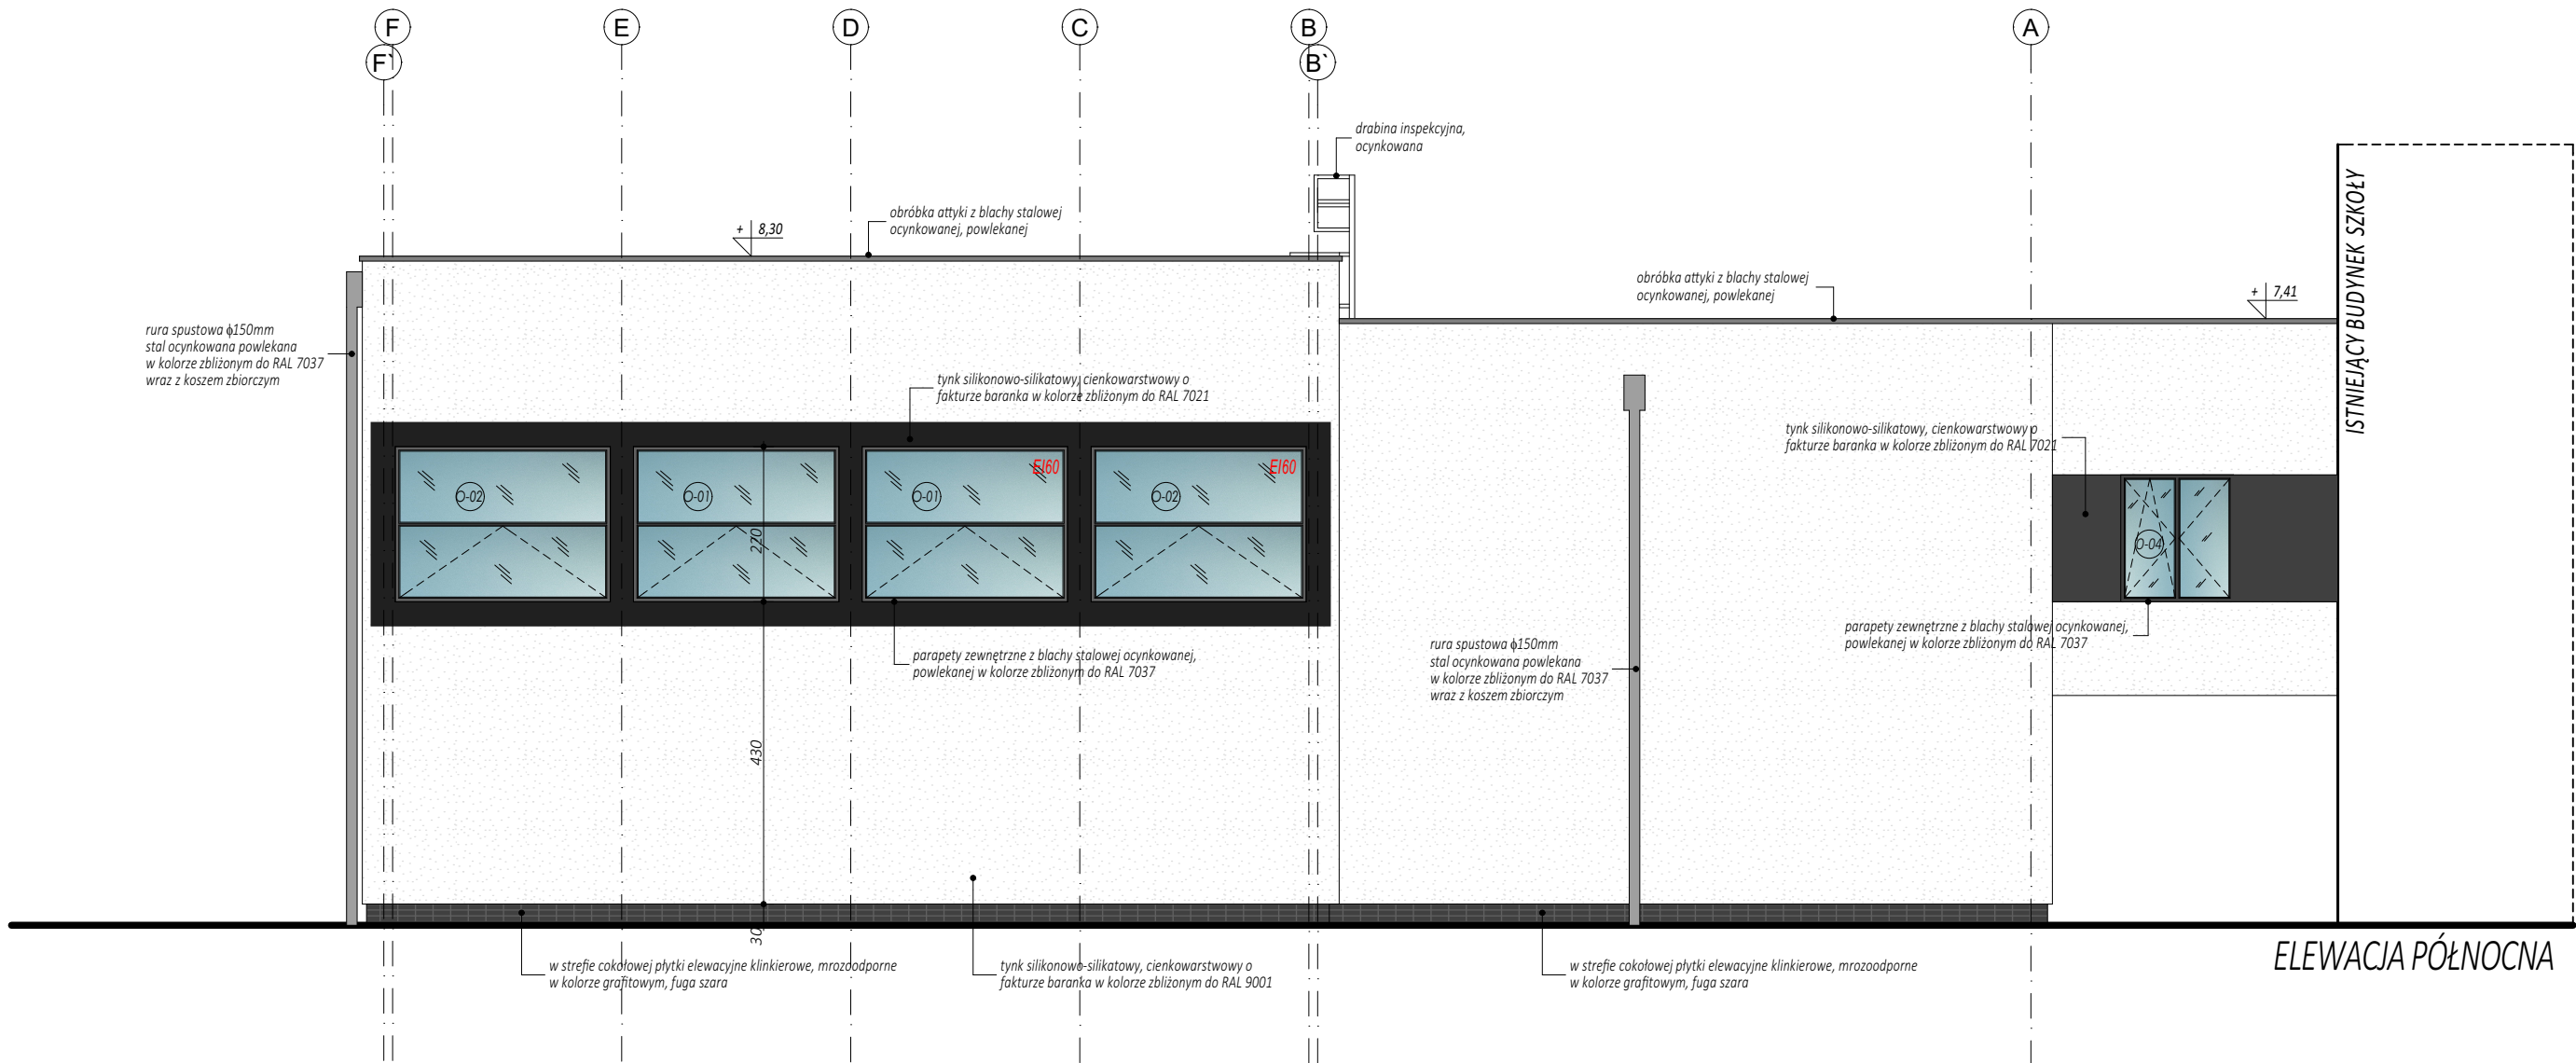 F
E
D
C
B
A
F`
B`
drabina inspekcyjna,
ocynkowana
obróbka attyki z blachy stalowej
ocynkowanej, powlekanej
+ 8,30
obróbka attyki z blachy stalowej
ocynkowanej, powlekanej
+ 7,41
ISTNIEJĄCY BUDYNEK SZKOŁY
rura spustowa ϕ150mm
stal ocynkowana powlekana
w kolorze zbliżonym do RAL 7037
wraz z koszem zbiorczym
tynk silikonowo-silikatowy, cienkowarstwowy o
fakturze baranka w kolorze zbliżonym do RAL 7021
tynk silikonowo-silikatowy, cienkowarstwowy o
fakturze baranka w kolorze zbliżonym do RAL 7021
EI60
EI60
O-02
O-01
O-01
O-02
O-04
220
parapety zewnętrzne z blachy stalowej ocynkowanej,
powlekanej w kolorze zbliżonym do RAL 7037
parapety zewnętrzne z blachy stalowej ocynkowanej,
powlekanej w kolorze zbliżonym do RAL 7037
rura spustowa ϕ150mm
stal ocynkowana powlekana
w kolorze zbliżonym do RAL 7037
wraz z koszem zbiorczym
430
30
ELEWACJA PÓŁNOCNA
w strefie cokołowej płytki elewacyjne klinkierowe, mrozoodporne
w kolorze grafitowym, fuga szara
tynk silikonowo-silikatowy, cienkowarstwowy o
fakturze baranka w kolorze zbliżonym do RAL 9001
w strefie cokołowej płytki elewacyjne klinkierowe, mrozoodporne
w kolorze grafitowym, fuga szara